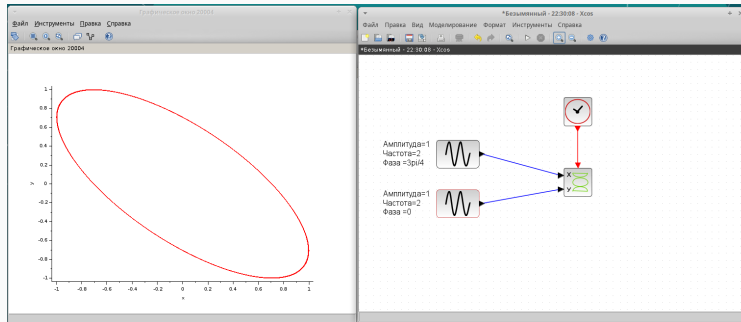 Графическое окно 20004
Файл Инструменты Правка Справка
Графическое окно 20004
1
0.8
0.6
0.4
0.2
0
-0.2
-0.4
-0.6
-0.8
-1
y
-1 -0.8 -0.6 -0.4 -0.2 0 0.2 0.4 0.6 0.8 1
x
*Безымянный - 22:30:08 - Xcos
Файл Правка Вид Моделирование Формат Инструменты Справка
*Безымянный - 22:30:08 - Xcos
Амплитуда=1
Частота=2
Фаза =3pi/4
Амплитуда=1
Частота=2
Фаза =0
X
У